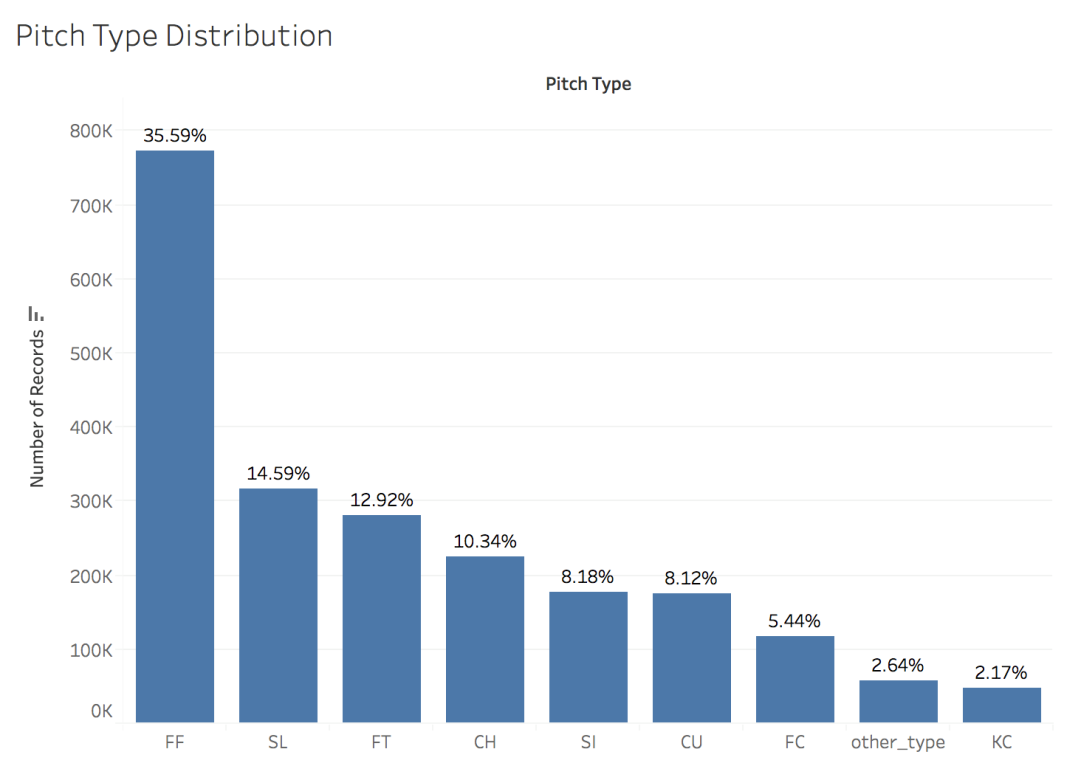 Pitch Type Distribution
Pitch Type
Number of Records
800K
700K
600K
500K
400K
300K
200K
100K
0K
35.59%
14.59%
12.92%
10.34%
8.18%
8.12%
5.44%
2.64%
2.17%
FF
SL
FT
CH
SI
CU
FC
other_type
KC